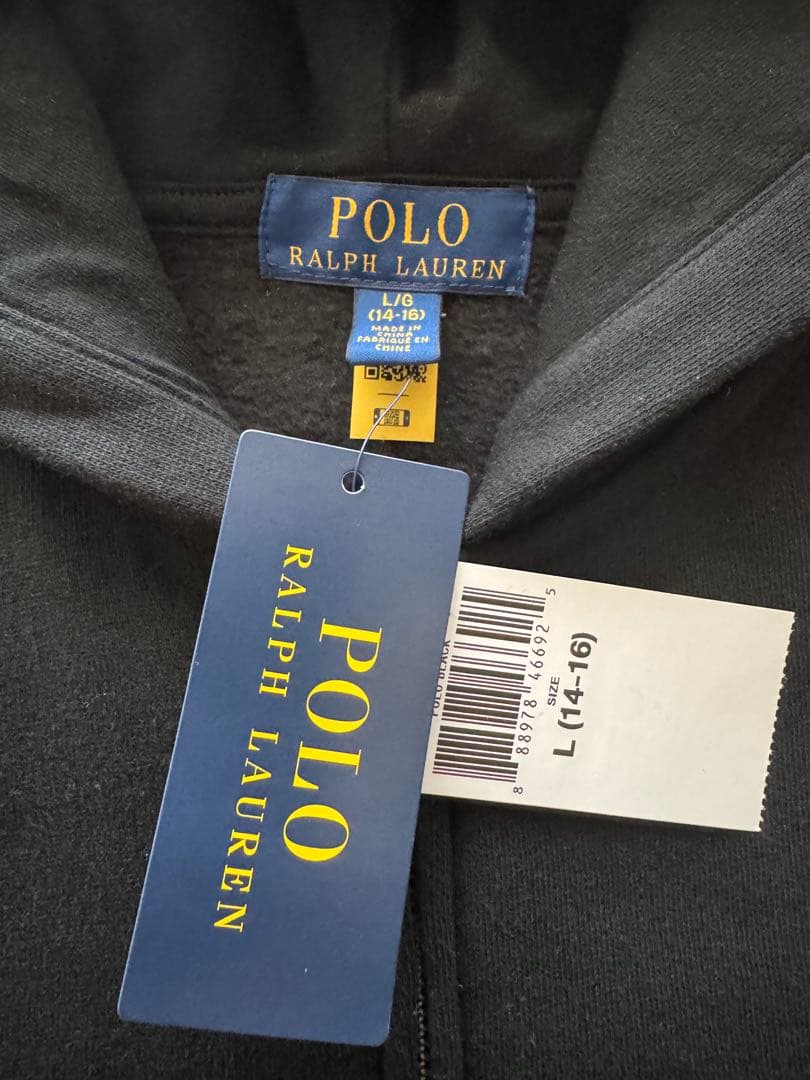 POLO
RALPH LAUREN
L/G
(14-16)
MADE IN
CHINA
FABRIQUE EN
CHINE
POLO
RALPH LAUREN
POLO BLACK
8 88978 46692 5
SIZE
L (14-16)